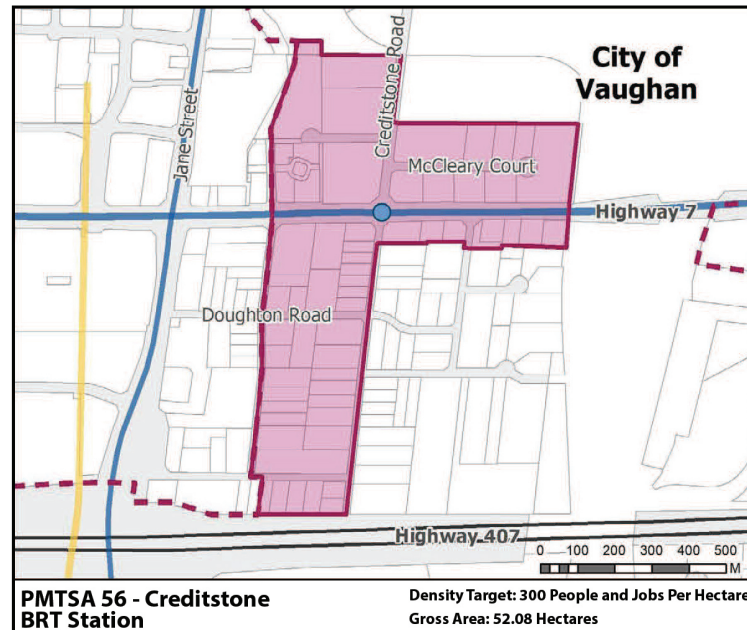 City of
Vaughan
Creditstone Road
Jane Street
McCleary Court
Highway 7
Doughton Road
Highway 407
0 100 200 300 400 500
M
PMTSA 56 - Creditstone
BRT Station
Density Target: 300 People and Jobs Per Hectare
Gross Area: 52.08 Hectares